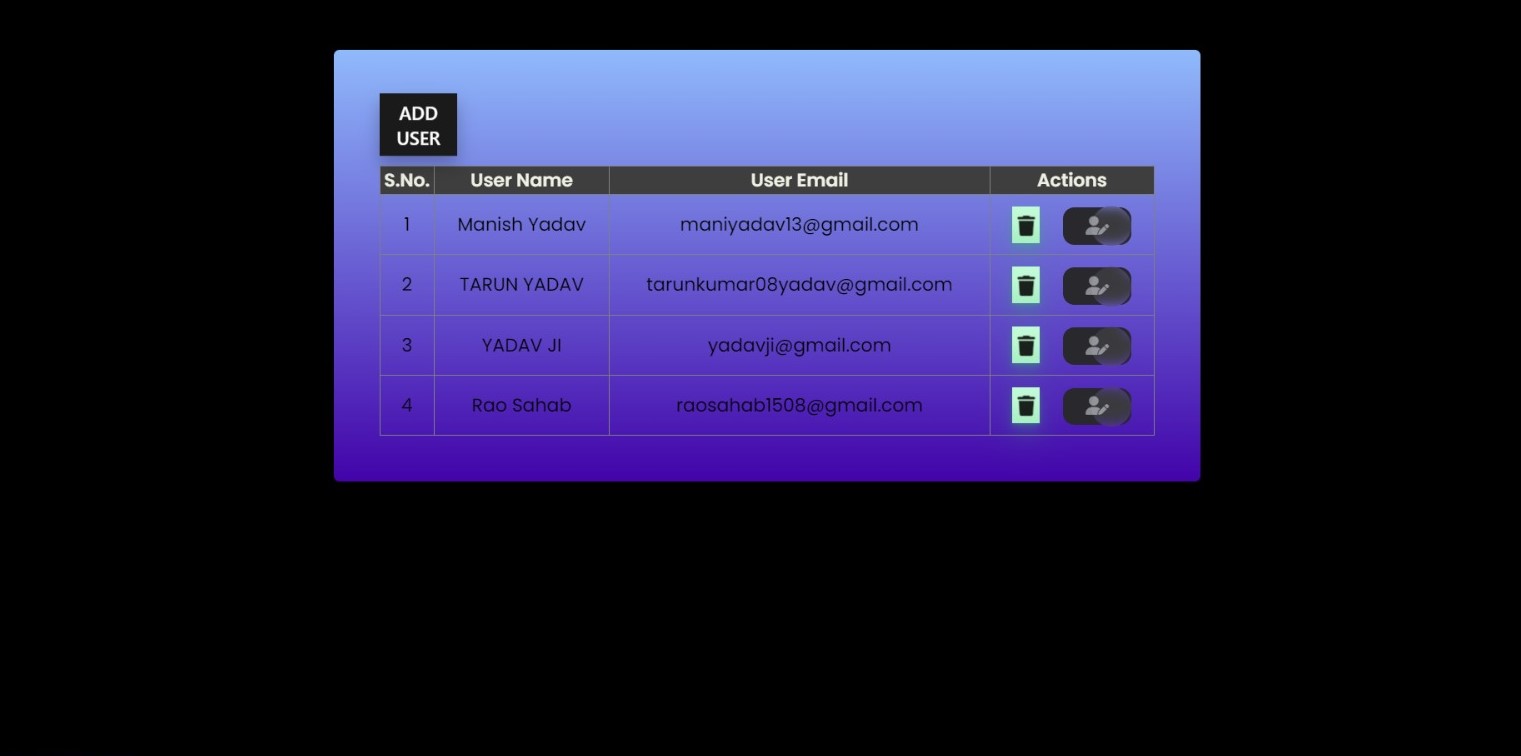 ADD
USER
S.No. User Name User Email Actions
1 Manish Yadav maniyadav13@gmail.com
2 TARUN YADAV tarunkumar08yadav@gmail.com
3 YADAV JI yadavji@gmail.com
4 Rao Sahab raosahab1508@gmail.com